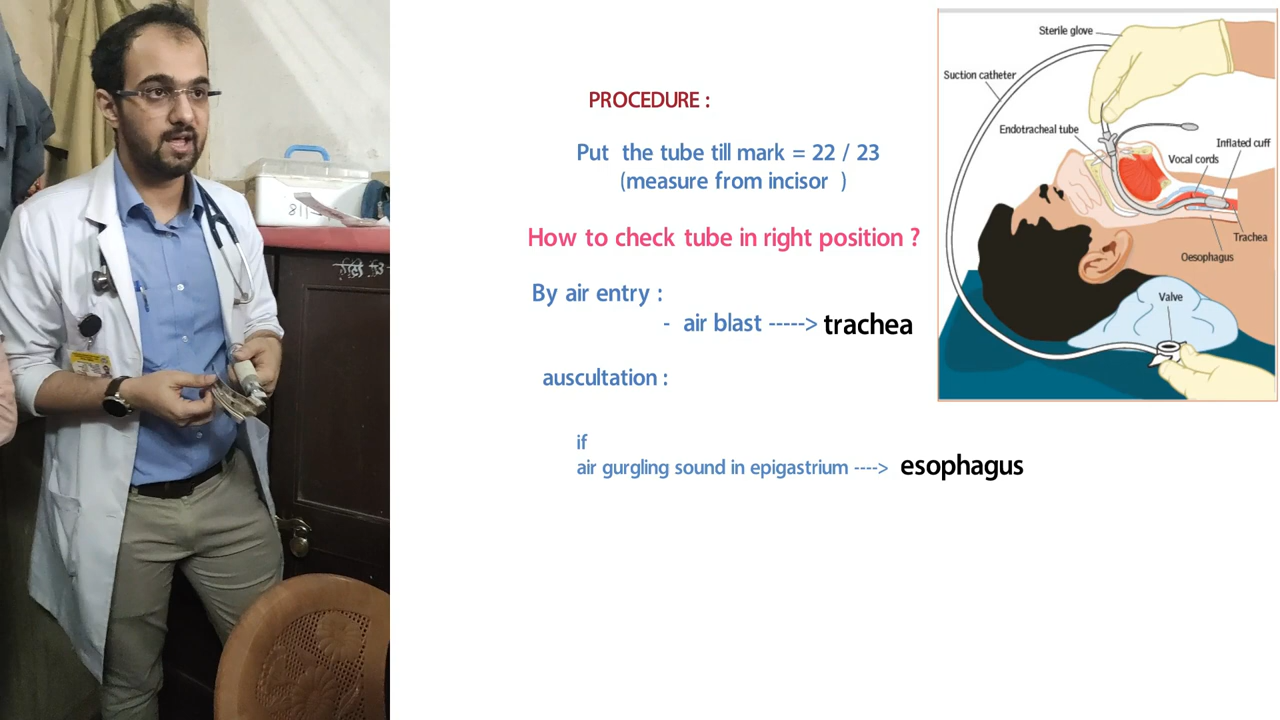 PROCEDURE :
Put the tube till mark = 22 / 23
(measure from incisor )
How to check tube in right position ?
By air entry :
- air blast -----> trachea
auscultation :
if
air gurgling sound in epigastrium ----> esophagus
Sterile glove
Suction catheter
Endotracheal tube
Inflated cuff
Vocal cords
Trachea
Oesophagus
Valve